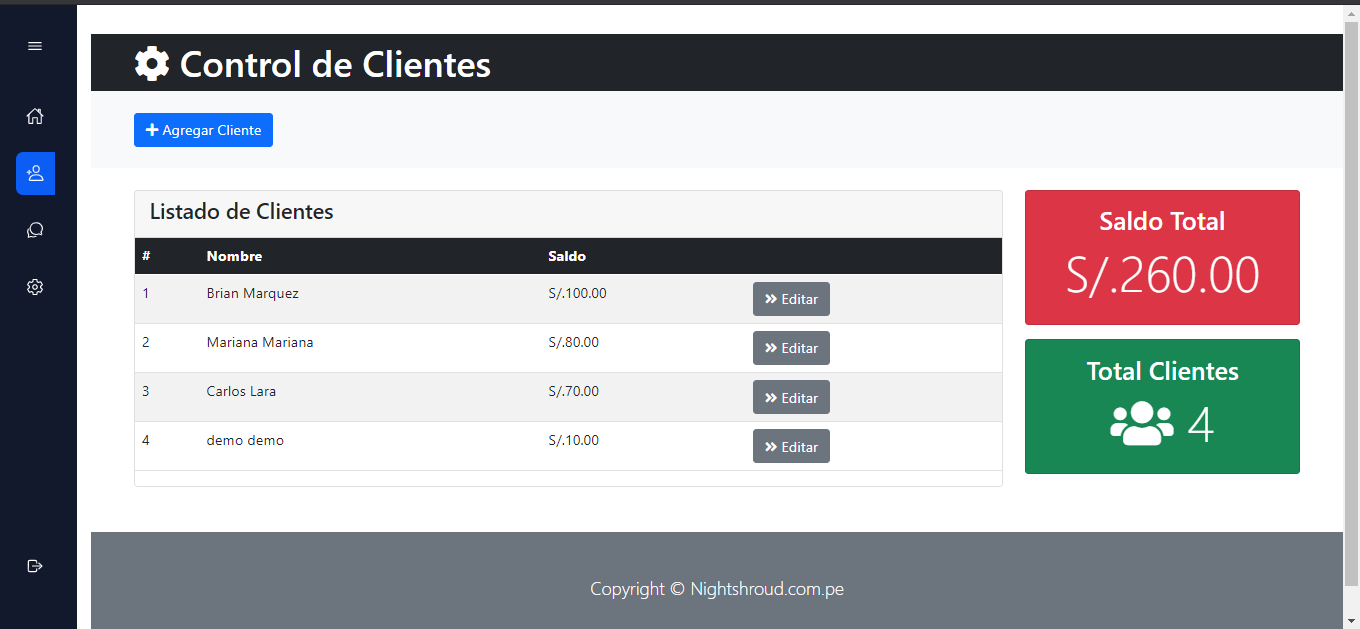 Control de Clientes
Agregar Cliente
Listado de Clientes
# Nombre Saldo
1 Brian Marquez S/.100.00 Editar
2 Mariana Mariana S/.80.00 Editar
3 Carlos Lara S/.70.00 Editar
4 demo demo S/.10.00 Editar
Saldo Total
S/.260.00
Total Clientes
4
Copyright © Nightshroud.com.pe